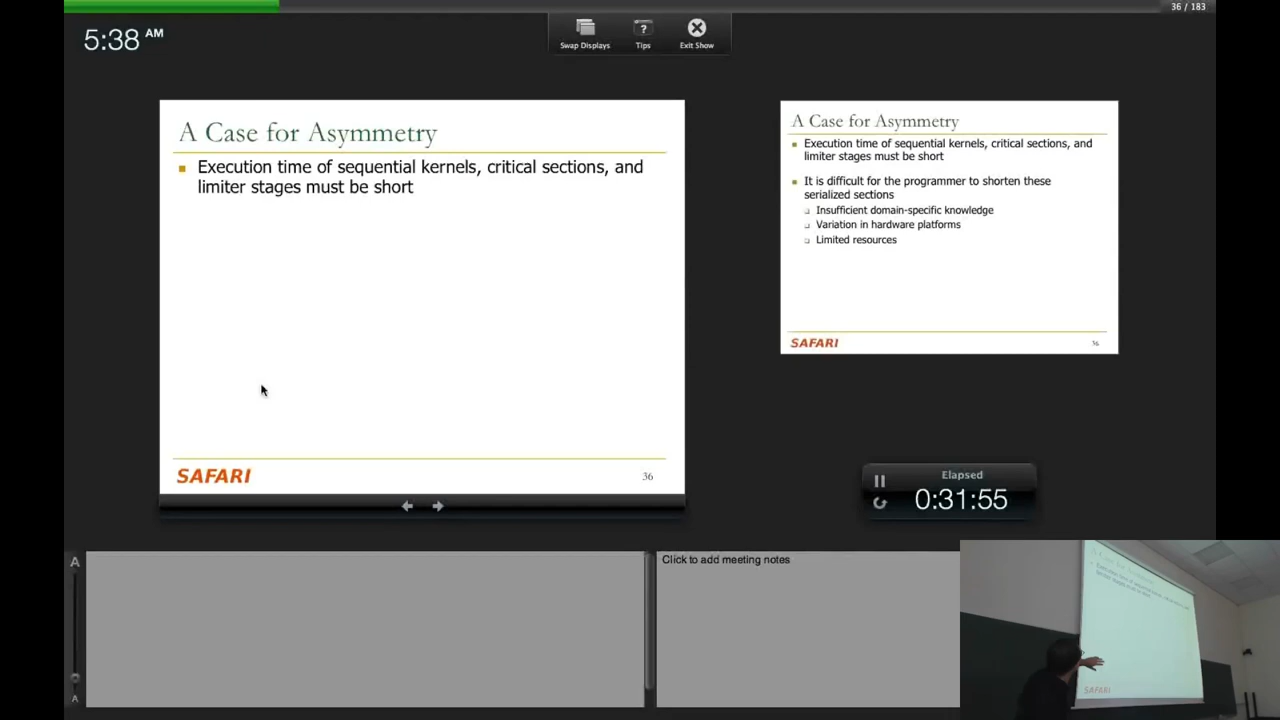 36 / 183
5:38 AM
Swap Displays
Tips
Exit Show
A Case for Asymmetry
Execution time of sequential kernels, critical sections, and
limiter stages must be short
SAFARI
36
A Case for Asymmetry
Execution time of sequential kernels, critical sections, and
limiter stages must be short
It is difficult for the programmer to shorten these
serialized sections
Insufficient domain-specific knowledge
Variation in hardware platforms
Limited resources
SAFARI
36
Elapsed
0:31:55
A
A
Click to add meeting notes
A Case for Asymmetry
SAFARI